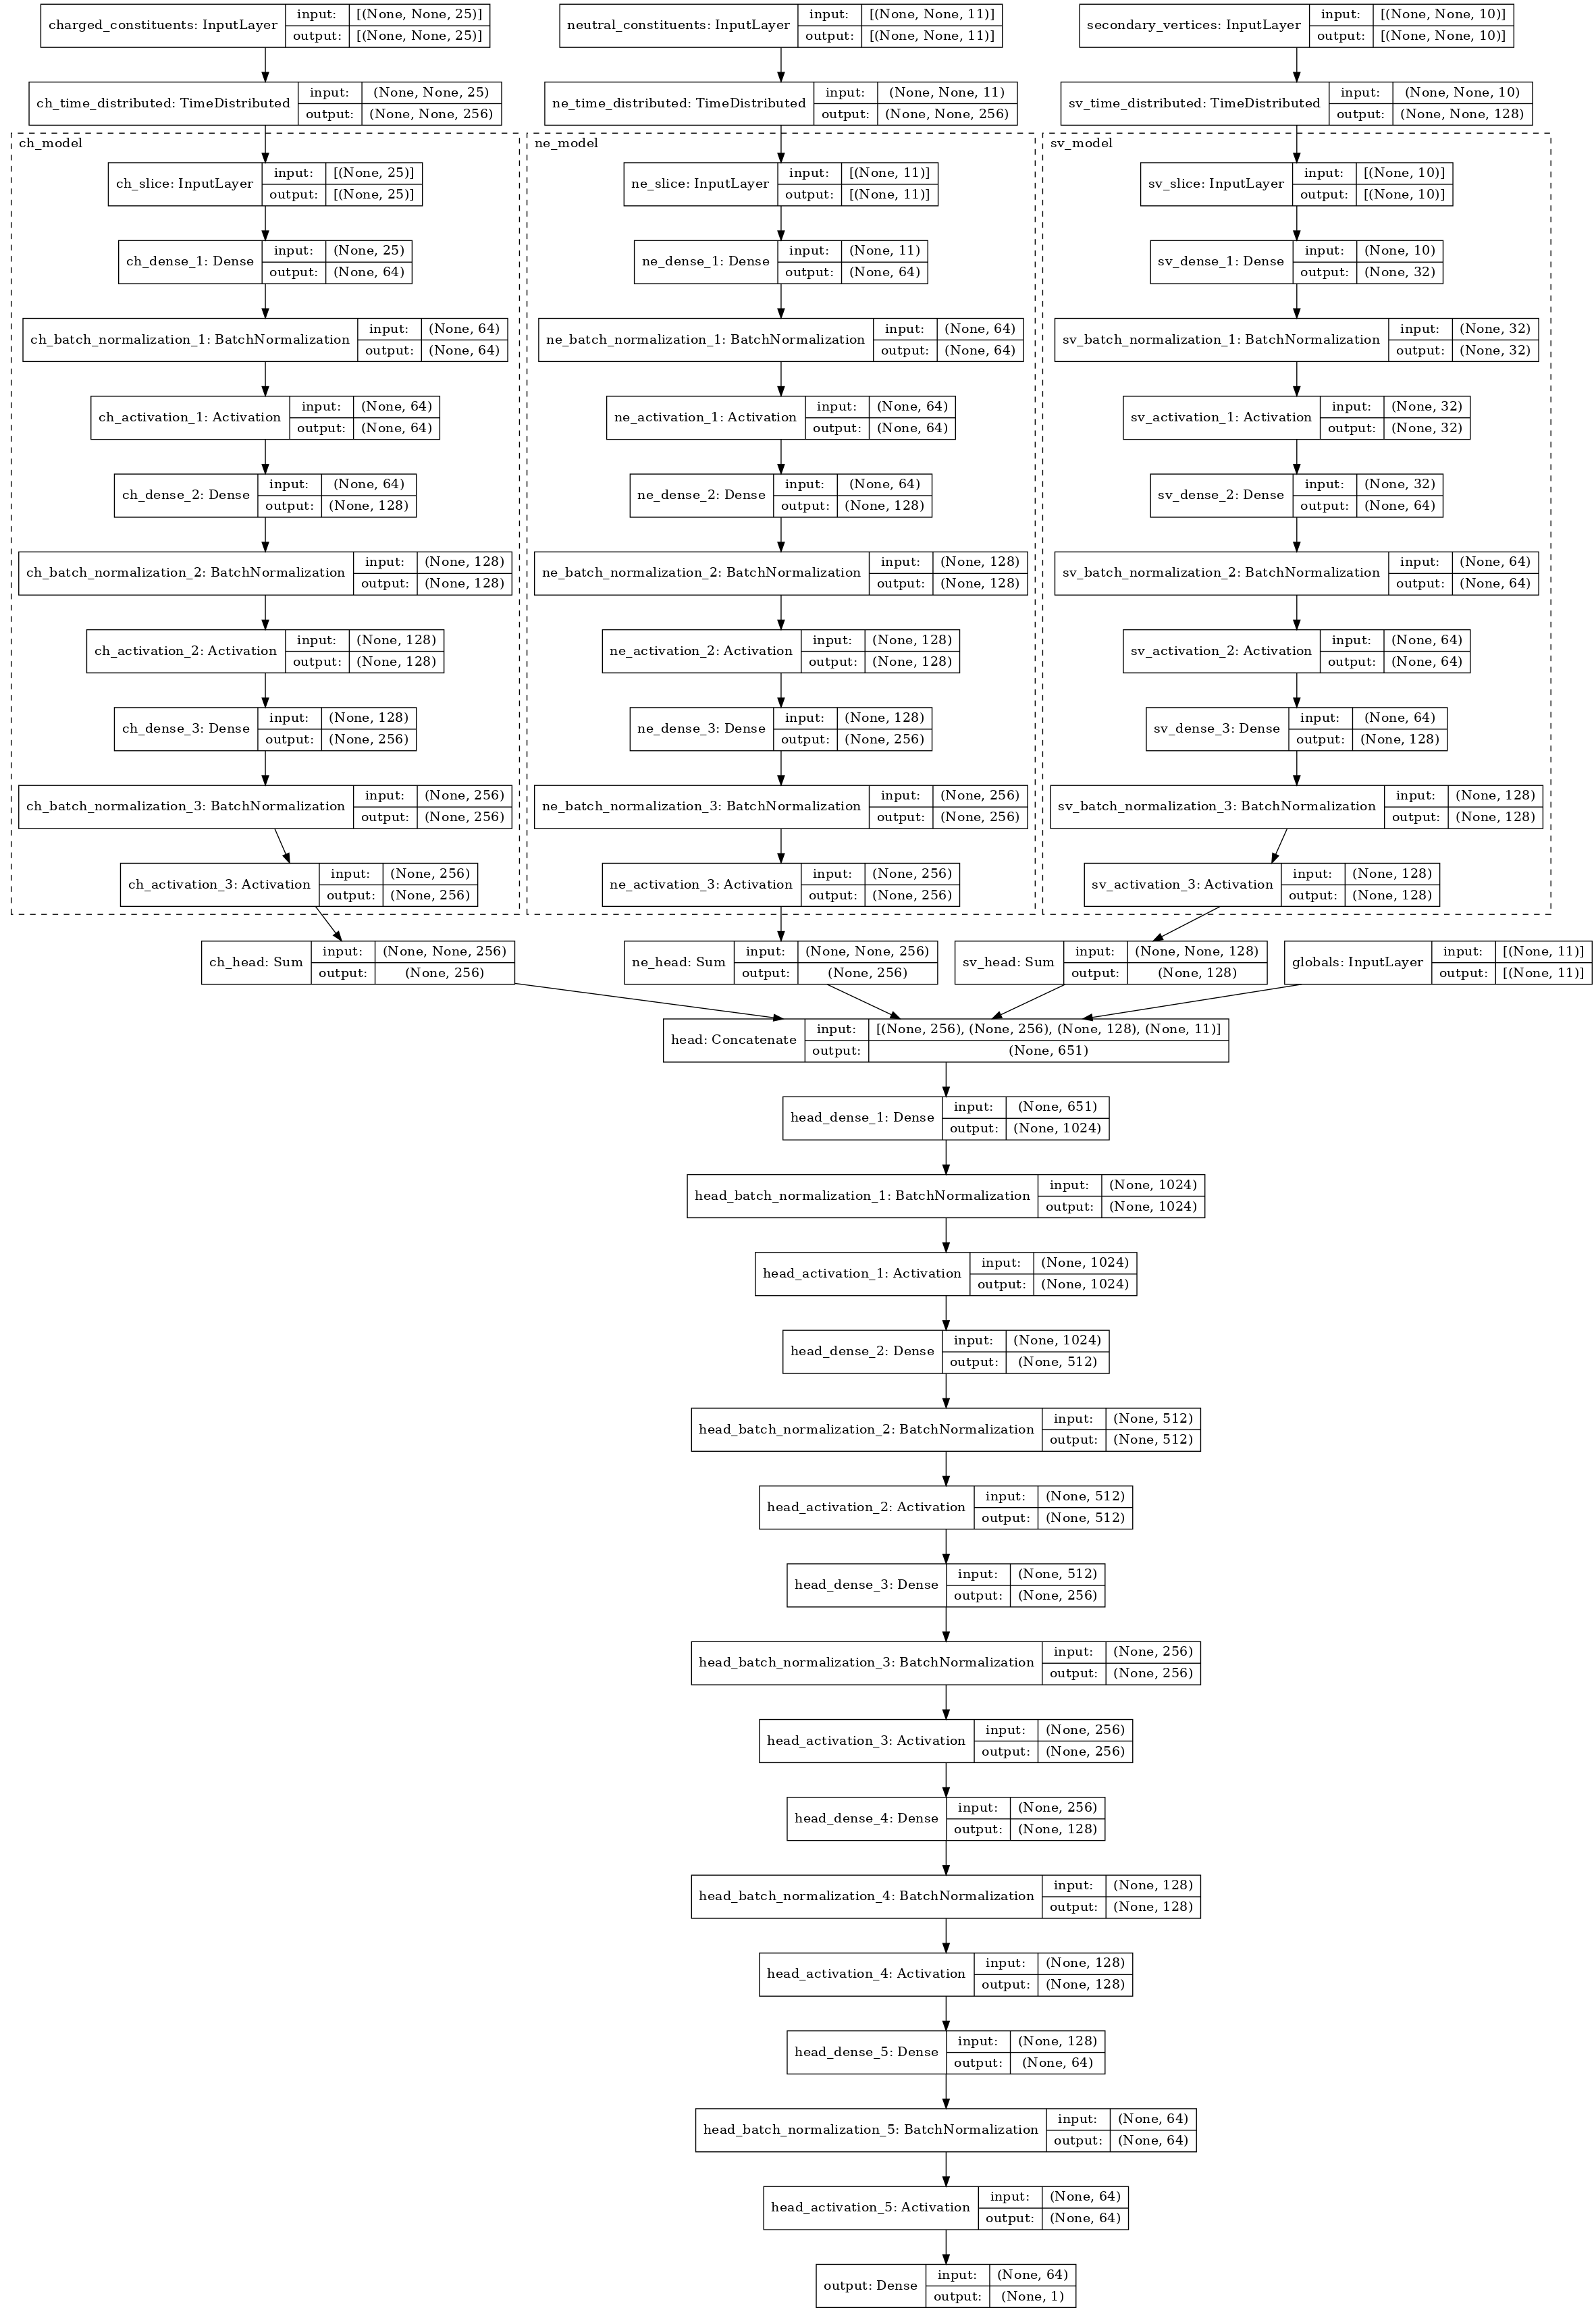 charged_constituents: InputLayer input: [(None, None, 25)] output: [(None, None, 25)]
neutral_constituents: InputLayer input: [(None, None, 11)] output: [(None, None, 11)]
secondary_vertices: InputLayer input: [(None, None, 10)] output: [(None, None, 10)]
ch_time_distributed: TimeDistributed input: (None, None, 25) output: (None, None, 256)
ne_time_distributed: TimeDistributed input: (None, None, 11) output: (None, None, 256)
sv_time_distributed: TimeDistributed input: (None, None, 10) output: (None, None, 128)
ch_model
ch_slice: InputLayer input: [(None, 25)] output: [(None, 25)]
ch_dense_1: Dense input: (None, 25) output: (None, 64)
ch_batch_normalization_1: BatchNormalization input: (None, 64) output: (None, 64)
ch_activation_1: Activation input: (None, 64) output: (None, 64)
ch_dense_2: Dense input: (None, 64) output: (None, 128)
ch_batch_normalization_2: BatchNormalization input: (None, 128) output: (None, 128)
ch_activation_2: Activation input: (None, 128) output: (None, 128)
ch_dense_3: Dense input: (None, 128) output: (None, 256)
ch_batch_normalization_3: BatchNormalization input: (None, 256) output: (None, 256)
ch_activation_3: Activation input: (None, 256) output: (None, 256)
ne_model
ne_slice: InputLayer input: [(None, 11)] output: [(None, 11)]
ne_dense_1: Dense input: (None, 11) output: (None, 64)
ne_batch_normalization_1: BatchNormalization input: (None, 64) output: (None, 64)
ne_activation_1: Activation input: (None, 64) output: (None, 64)
ne_dense_2: Dense input: (None, 64) output: (None, 128)
ne_batch_normalization_2: BatchNormalization input: (None, 128) output: (None, 128)
ne_activation_2: Activation input: (None, 128) output: (None, 128)
ne_dense_3: Dense input: (None, 128) output: (None, 256)
ne_batch_normalization_3: BatchNormalization input: (None, 256) output: (None, 256)
ne_activation_3: Activation input: (None, 256) output: (None, 256)
sv_model
sv_slice: InputLayer input: [(None, 10)] output: [(None, 10)]
sv_dense_1: Dense input: (None, 10) output: (None, 32)
sv_batch_normalization_1: BatchNormalization input: (None, 32) output: (None, 32)
sv_activation_1: Activation input: (None, 32) output: (None, 32)
sv_dense_2: Dense input: (None, 32) output: (None, 64)
sv_batch_normalization_2: BatchNormalization input: (None, 64) output: (None, 64)
sv_activation_2: Activation input: (None, 64) output: (None, 64)
sv_dense_3: Dense input: (None, 64) output: (None, 128)
sv_batch_normalization_3: BatchNormalization input: (None, 128) output: (None, 128)
sv_activation_3: Activation input: (None, 128) output: (None, 128)
ch_head: Sum input: (None, None, 256) output: (None, 256)
ne_head: Sum input: (None, None, 256) output: (None, 256)
sv_head: Sum input: (None, None, 128) output: (None, 128)
globals: InputLayer input: [(None, 11)] output: [(None, 11)]
head: Concatenate input: [(None, 256), (None, 256), (None, 128), (None, 11)] output: (None, 651)
head_dense_1: Dense input: (None, 651) output: (None, 1024)
head_batch_normalization_1: BatchNormalization input: (None, 1024) output: (None, 1024)
head_activation_1: Activation input: (None, 1024) output: (None, 1024)
head_dense_2: Dense input: (None, 1024) output: (None, 512)
head_batch_normalization_2: BatchNormalization input: (None, 512) output: (None, 512)
head_activation_2: Activation input: (None, 512) output: (None, 512)
head_dense_3: Dense input: (None, 512) output: (None, 256)
head_batch_normalization_3: BatchNormalization input: (None, 256) output: (None, 256)
head_activation_3: Activation input: (None, 256) output: (None, 256)
head_dense_4: Dense input: (None, 256) output: (None, 128)
head_batch_normalization_4: BatchNormalization input: (None, 128) output: (None, 128)
head_activation_4: Activation input: (None, 128) output: (None, 128)
head_dense_5: Dense input: (None, 128) output: (None, 64)
head_batch_normalization_5: BatchNormalization input: (None, 64) output: (None, 64)
head_activation_5: Activation input: (None, 64) output: (None, 64)
output: Dense input: (None, 64) output: (None, 1)